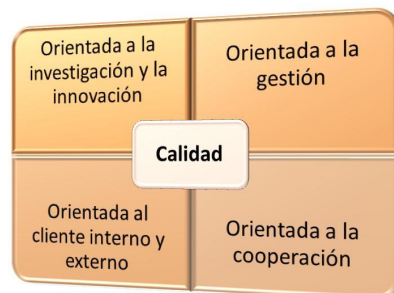 Orientada a la
investigación y la
innovación
Orientada a la
gestión
Calidad
Orientada al
cliente interno y
externo
Orientada a la
cooperación